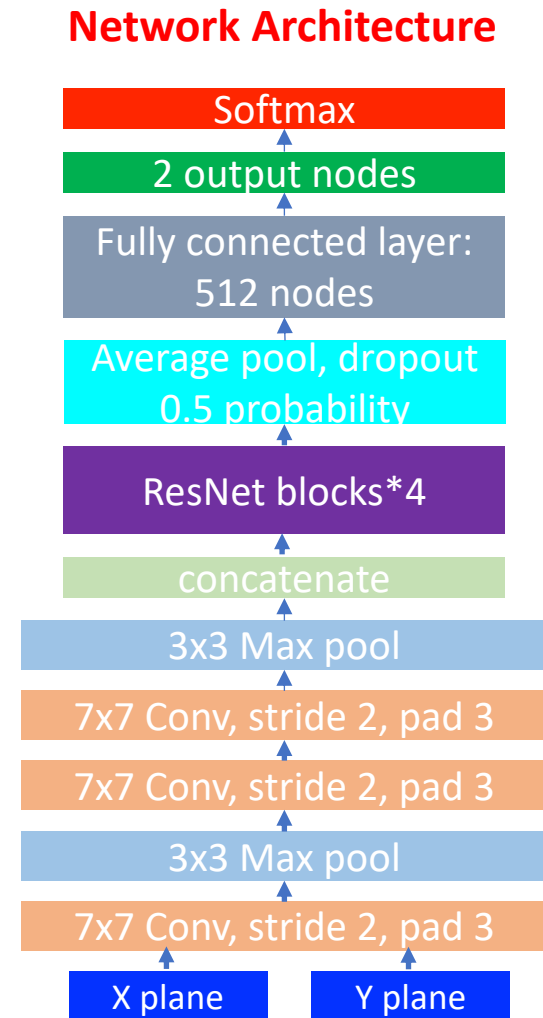 Network Architecture
Softmax
2 output nodes
Fully connected layer:
512 nodes
Average pool, dropout
0.5 probability
ResNet blocks*4
concatenate
3x3 Max pool
7x7 Conv, stride 2, pad 3
7x7 Conv, stride 2, pad 3
3x3 Max pool
7x7 Conv, stride 2, pad 3
X plane Y plane